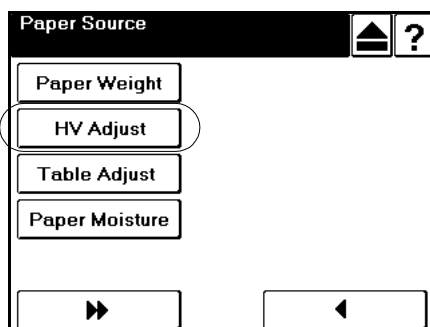 Paper Source
?
Paper Weight
HV Adjust
Table Adjust
Paper Moisture